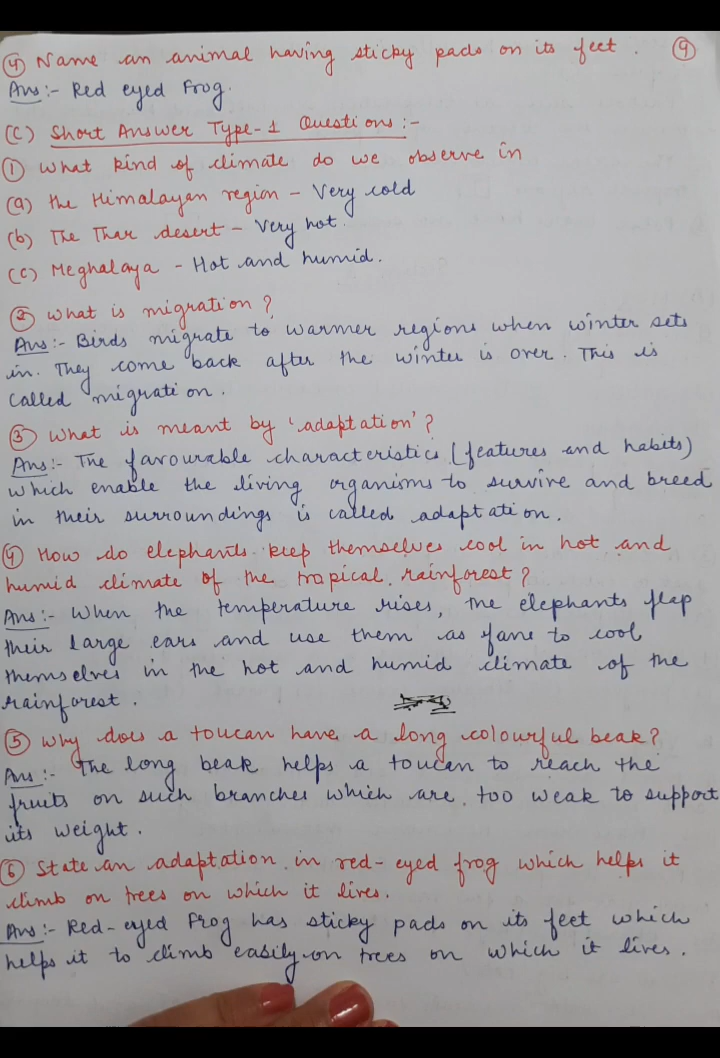 ④ Name an animal having sticky pads on its feet. ⑨
Ans:- Red eyed Frog.
(C) Short Answer Type-1 Questions:-
① What kind of climate do we observe in
(a) the Himalayan region - Very cold
(b) The Thar desert - Very hot.
(c) Meghalaya - Hot and humid.
② What is migration?
Ans:- Birds migrate to warmer regions when winter sets
in. They come back after the winter is over. This is
called migration.
③ What is meant by 'adaptation'?
Ans:- The favourable characteristics (features and habits)
which enable the living organisms to survive and breed
in their surroundings is called adaptation.
④ How do elephants keep themselves cool in hot and
humid climate of the tropical rainforest?
Ans:- When the temperature rises, the elephants flap
their large ears and use them as fans to cool
themselves in the hot and humid climate of the
rainforest.
⑤ Why does a toucan have a long colourful beak?
Ans:- The long beak helps a toucan to reach the
fruits on such branches which are too weak to support
its weight.
⑥ State an adaptation in red-eyed frog which helps it
climb on trees on which it lives.
Ans:- Red-eyed Frog has sticky pads on its feet which
helps it to climb easily on trees on which it lives.